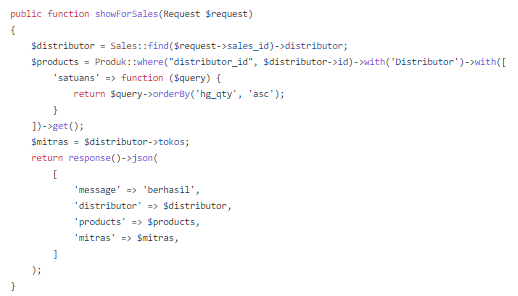 public function showForSales(Request $request)
{
    $distributor = Sales::find($request->sales_id)->distributor;
    $products = Produk::where("distributor_id", $distributor->id)->with('Distributor')->with([
        'satuans' => function ($query) {
            return $query->orderBy('hg_qty', 'asc');
        }
    ])->get();
    $mitras = $distributor->tokos;
    return response()->json(
        [
            'message' => 'berhasil',
            'distributor' => $distributor,
            'products' => $products,
            'mitras' => $mitras,
        ]
    );
}